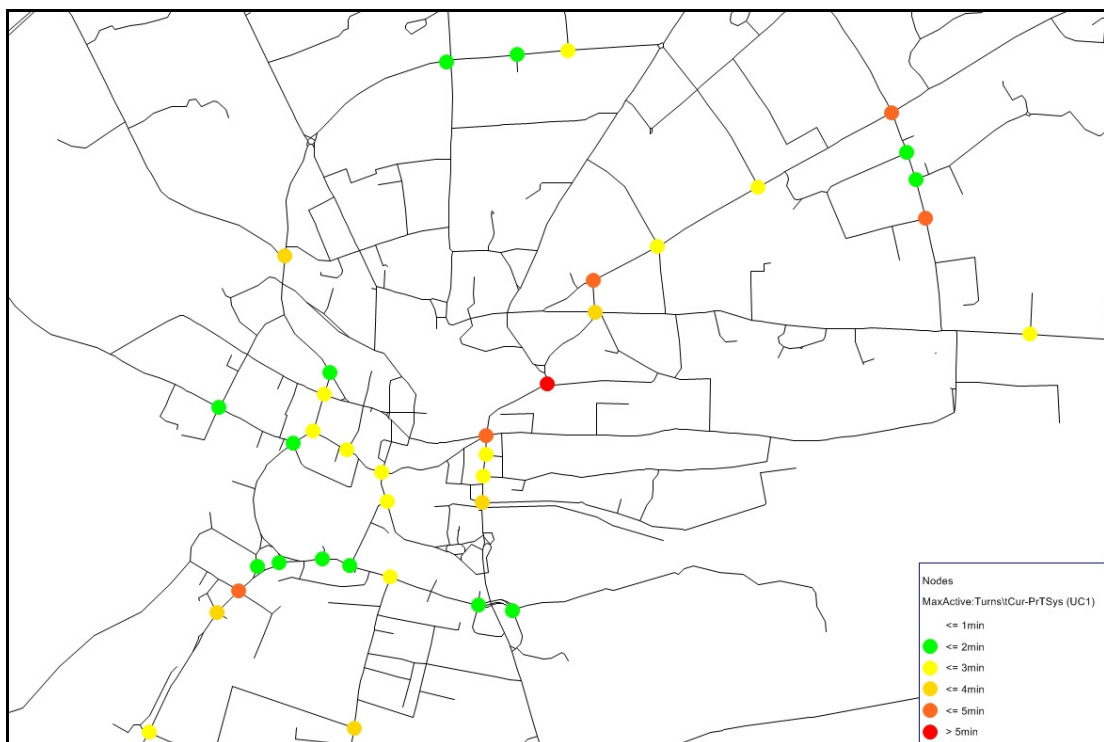 Nodes
MaxActive:Turns\tCur-PrTSys (UC1)
<= 1min
<= 2min
<= 3min
<= 4min
<= 5min
> 5min